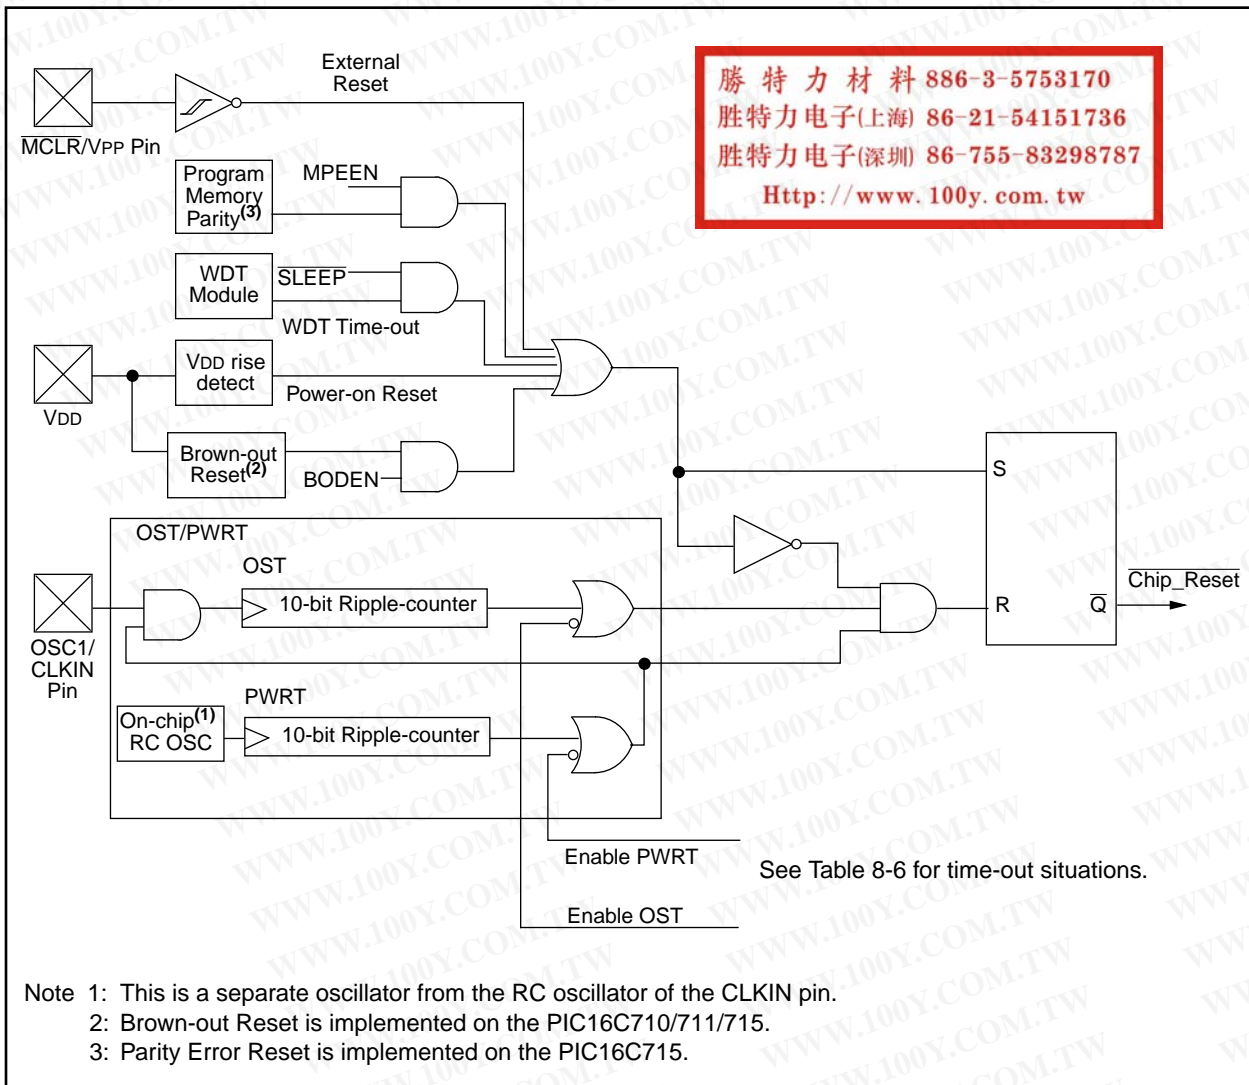 External
Reset
勝特力材料 886-3-5753170
胜特力电子(上海) 86-21-54151736
胜特力电子(深圳) 86-755-83298787
Http://www.100y.com.tw
MCLR/VPP Pin
Program
Memory
Parity(3)
MPEEN
WDT
Module
SLEEP
WDT Time-out
VDD rise
detect
Power-on Reset
VDD
Brown-out
Reset(2)
BODEN
S
OST/PWRT
OST
10-bit Ripple-counter
Chip_Reset
R
Q
OSC1/
CLKIN
Pin
PWRT
On-chip(1)
RC OSC
10-bit Ripple-counter
Enable PWRT
See Table 8-6 for time-out situations.
Enable OST
Note 1: This is a separate oscillator from the RC oscillator of the CLKIN pin.
2: Brown-out Reset is implemented on the PIC16C710/711/715.
3: Parity Error Reset is implemented on the PIC16C715.
WWW.100Y.COM.TW